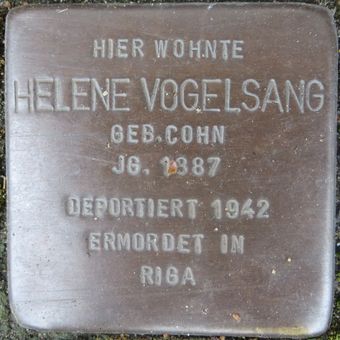 HIER WOHNTE
HELENE VOGELSANG
GEB. COHN
JG. 1887
DEPORTIERT 1942
ERMORDET IN
RIGA